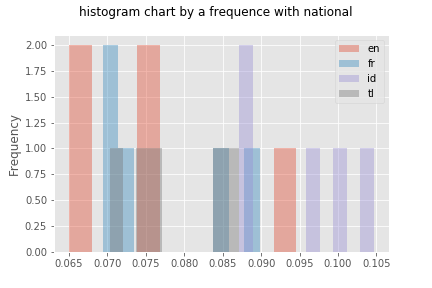 histogram chart by a frequence with national
en
fr
id
tl
Frequency
2.00
1.75
1.50
1.25
1.00
0.75
0.50
0.25
0.00
0.065 0.070 0.075 0.080 0.085 0.090 0.095 0.100 0.105